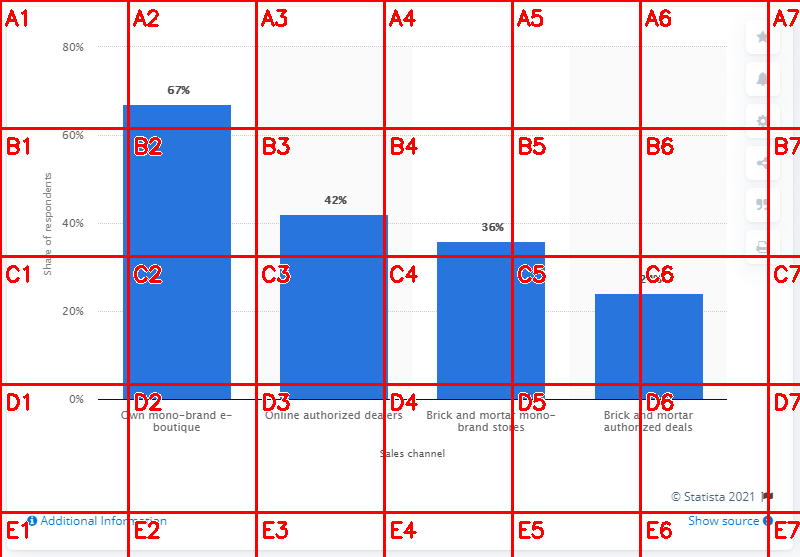 A1 A2 A3 A4 A5 A6 A7
80%
67%
60%
B1 B2 B3 B4 B5 B6 B7
Share of respondents
42%
40%
36%
C1 C2 C3 C4 C5 C6 C7
20%
0%
D1 D2 D3 D4 D5 D6 D7
Own mono-brand e-
boutique
Online authorized dealers
Brick and mortar mono-
brand stores
Brick and mortar
authorized deals
Sales channel
© Statista 2021
Additional Information
Show source
E1 E2 E3 E4 E5 E6 E7